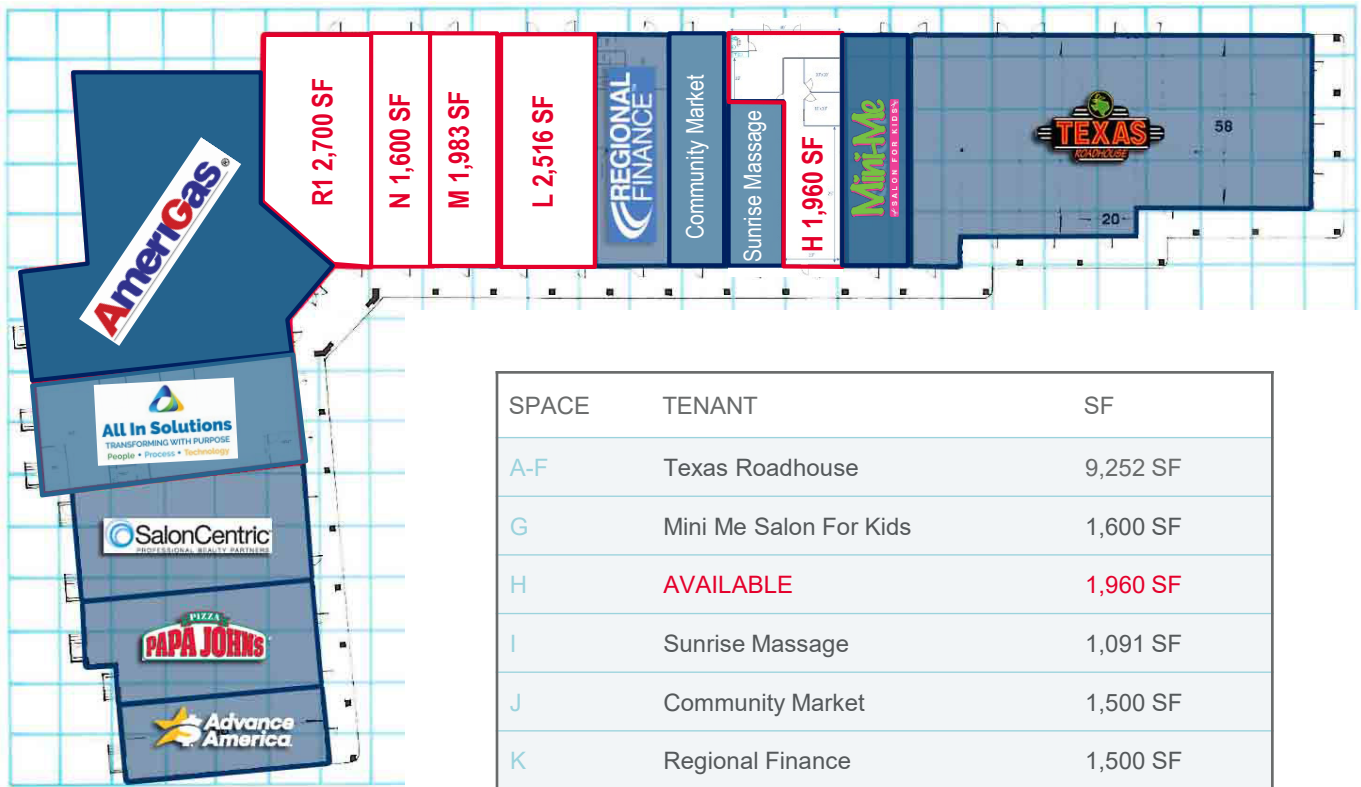 R1 2,700 SF
N 1,600 SF
M 1,983 SF
L 2,516 SF
REGIONAL
FINANCE™
Community Market
Sunrise Massage
H 1,960 SF
Mini-Me
SALON FOR KIDS
TEXAS
ROADHOUSE
58
20
AmeriGas®
All In Solutions
TRANSFORMING WITH PURPOSE
People • Process • Technology
SalonCentric
PROFESSIONAL BEAUTY PARTNERS
PIZZA
PAPA JOHNS
Advance
America
SPACE TENANT SF
A-F Texas Roadhouse 9,252 SF
G Mini Me Salon For Kids 1,600 SF
H AVAILABLE 1,960 SF
I Sunrise Massage 1,091 SF
J Community Market 1,500 SF
K Regional Finance 1,500 SF